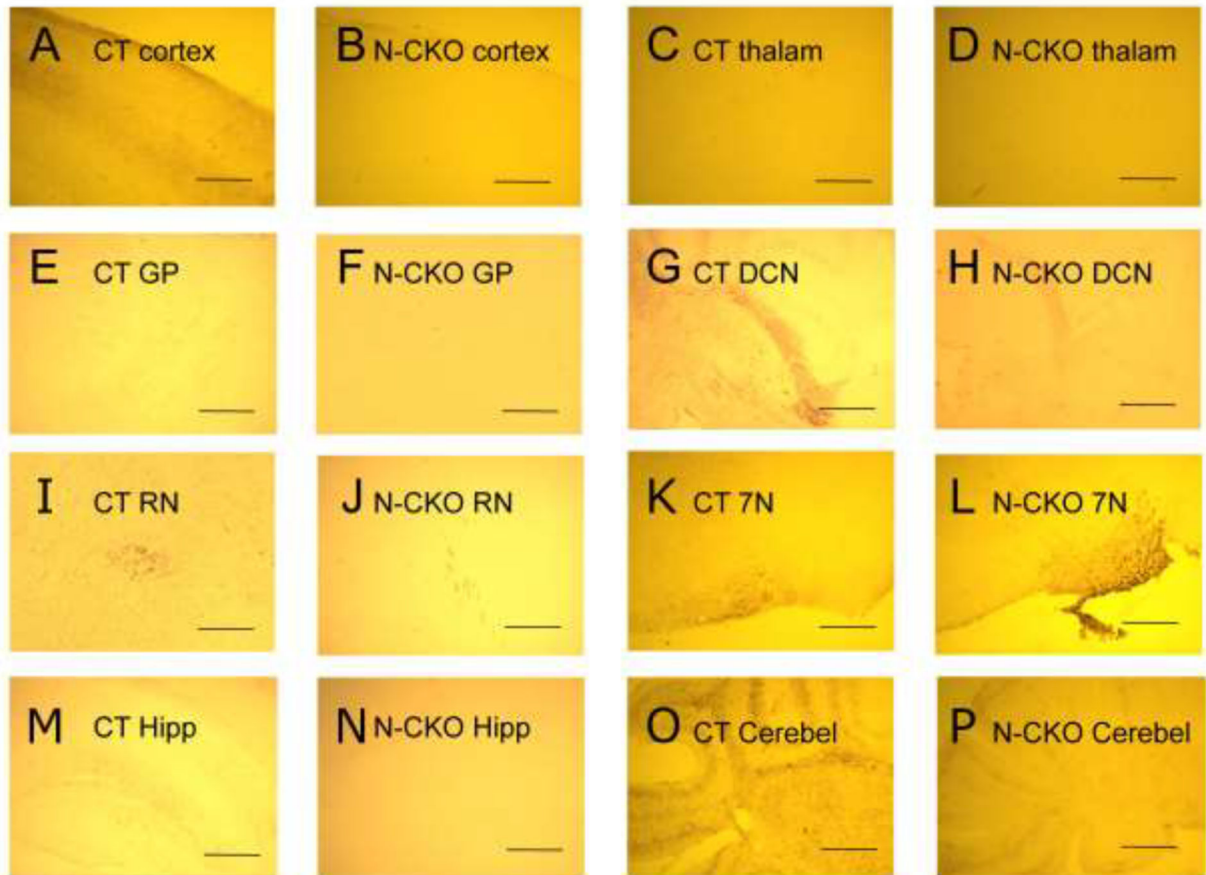 A CT cortex
B N-CKO cortex
C CT thalam
D N-CKO thalam
E CT GP
F N-CKO GP
G CT DCN
H N-CKO DCN
I CT RN
J N-CKO RN
K CT 7N
L N-CKO 7N
M CT Hipp
N N-CKO Hipp
O CT Cerebel
P N-CKO Cerebel